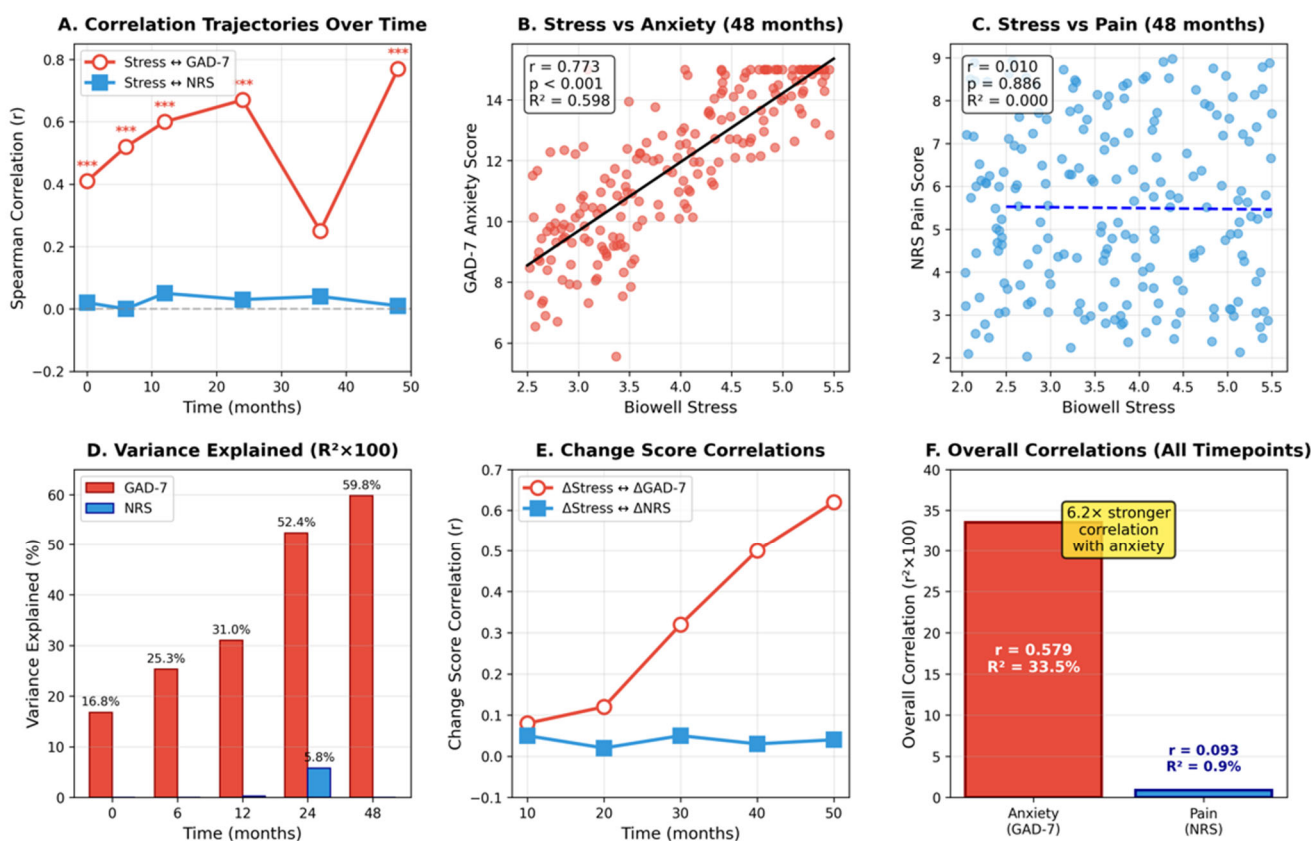 A. Correlation Trajectories Over Time
Spearman Correlation (r)
0.8
0.6
0.4
0.2
0.0
−0.2
Stress ↔ GAD-7
Stress ↔ NRS
***
***
***
***
***
0
10
20
30
40
50
Time (months)
B. Stress vs Anxiety (48 months)
GAD-7 Anxiety Score
14
12
10
8
6
r = 0.773
p < 0.001
R² = 0.598
2.5
3.0
3.5
4.0
4.5
5.0
5.5
Biowell Stress
C. Stress vs Pain (48 months)
NRS Pain Score
9
8
7
6
5
4
3
2
r = 0.010
p = 0.886
R² = 0.000
2.0
2.5
3.0
3.5
4.0
4.5
5.0
5.5
Biowell Stress
D. Variance Explained (R²×100)
Variance Explained (%)
60
50
40
30
20
10
0
GAD-7
NRS
16.8%
25.3%
31.0%
52.4%
5.8%
59.8%
0
6
12
24
48
Time (months)
E. Change Score Correlations
Change Score Correlation (r)
0.7
0.6
0.5
0.4
0.3
0.2
0.1
0.0
−0.1
ΔStress ↔ ΔGAD-7
ΔStress ↔ ΔNRS
10
20
30
40
50
Time (months)
F. Overall Correlations (All Timepoints)
Overall Correlation (r²×100)
40
35
30
25
20
15
10
5
0
6.2× stronger
correlation
with anxiety
r = 0.579
R² = 33.5%
r = 0.093
R² = 0.9%
Anxiety
(GAD-7)
Pain
(NRS)